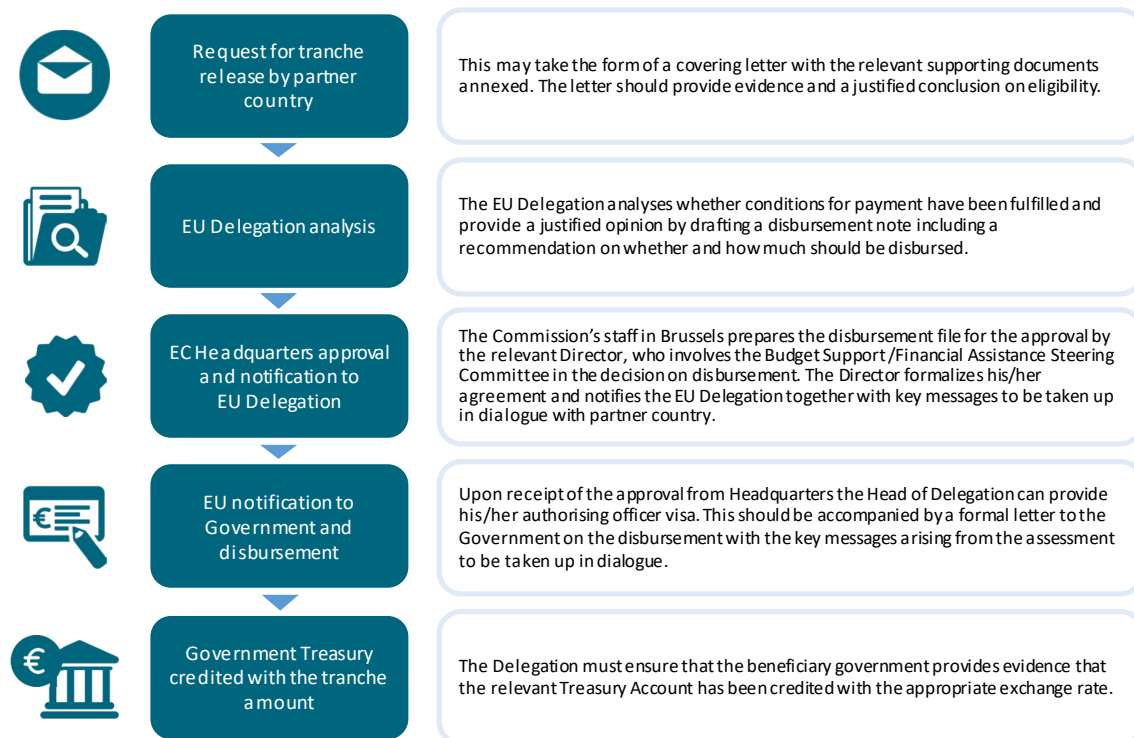 Request for tranche
release by partner
country
This may take the form of a covering letter with the relevant supporting documents
annexed. The letter should provide evidence and a justified conclusion on eligibility.
EU Delegation analysis
The EU Delegation analyses whether conditions for payment have been fulfilled and
provide a justified opinion by drafting a disbursement note including a
recommendation on whether and how much should be disbursed.
EC Headquarters approval
and notification to
EU Delegation
The Commission's staff in Brussels prepares the disbursement file for the approval by
the relevant Director, who involves the Budget Support/Financial Assistance Steering
Committee in the decision on disbursement. The Director formalizes his/her
agreement and notifies the EU Delegation together with key messages to be taken up
in dialogue with partner country.
€
EU notification to
Government and
disbursement
Upon receipt of the approval from Headquarters the Head of Delegation can provide
his/her authorising officer visa. This should be accompanied by a formal letter to the
Government on the disbursement with the key messages arising from the assessment
to be taken up in dialogue.
€
Government Treasury
credited with the tranche
amount
The Delegation must ensure that the beneficiary government provides evidence that
the relevant Treasury Account has been credited with the appropriate exchange rate.